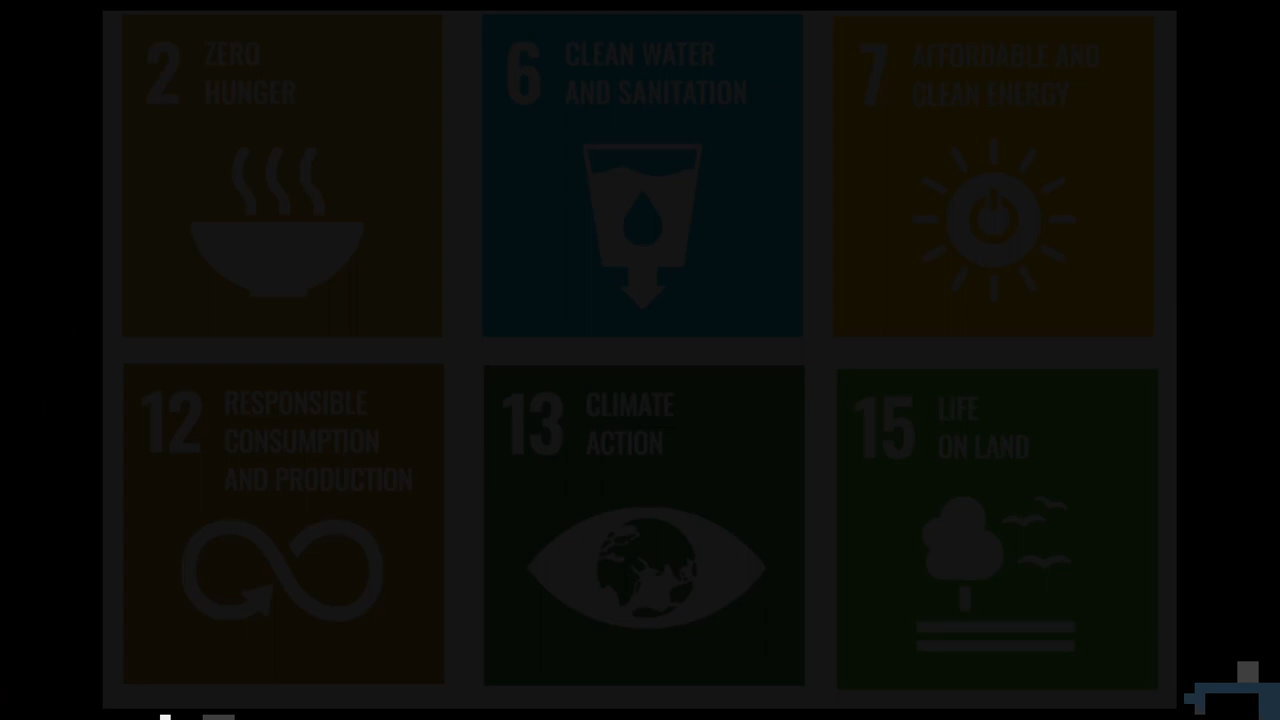 2 ZERO
HUNGER
6 CLEAN WATER
AND SANITATION
7 AFFORDABLE AND
CLEAN ENERGY
12 RESPONSIBLE
CONSUMPTION
AND PRODUCTION
13 CLIMATE
ACTION
15 LIFE
ON LAND